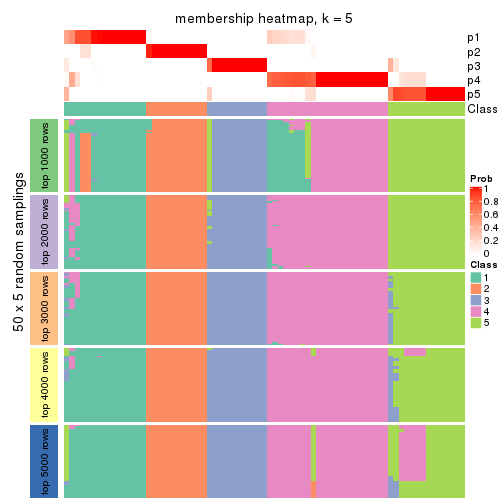 membership heatmap, k = 5
p1
p2
p3
p4
p5
Class
50 x 5 random samplings
top 1000 rows
top 2000 rows
top 3000 rows
top 4000 rows
top 5000 rows
Prob
1
0.8
0.6
0.4
0.2
0
Class
1
2
3
4
5